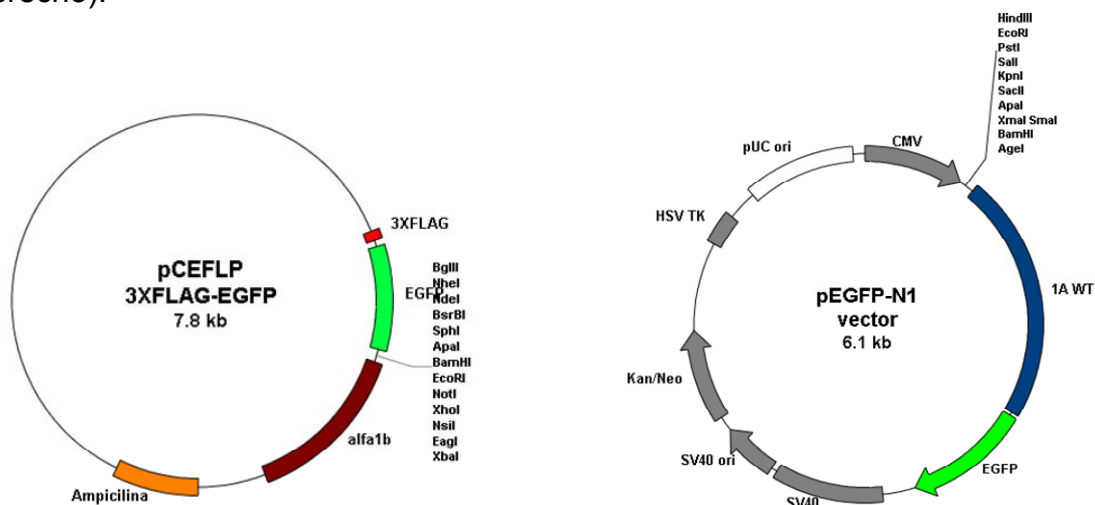 HindIII
EcoRI
PstI
SalI
KpnI
SacII
ApaI
XmaI SmaI
BamHI
AgeI
3XFLAG
pCEFLP
3XFLAG-EGFP
7.8 kb
BglII
NheI
EGFP
NdeI
BsrBI
SphI
ApaI
BamHI
EcoRI
NotI
XhoI
NsiI
EagI
XbaI
alfa1b
Ampicilina
pUC ori
CMV
HSV TK
1A WT
pEGFP-N1
vector
6.1 kb
Kan/Neo
SV40 ori
SV40
EGFP